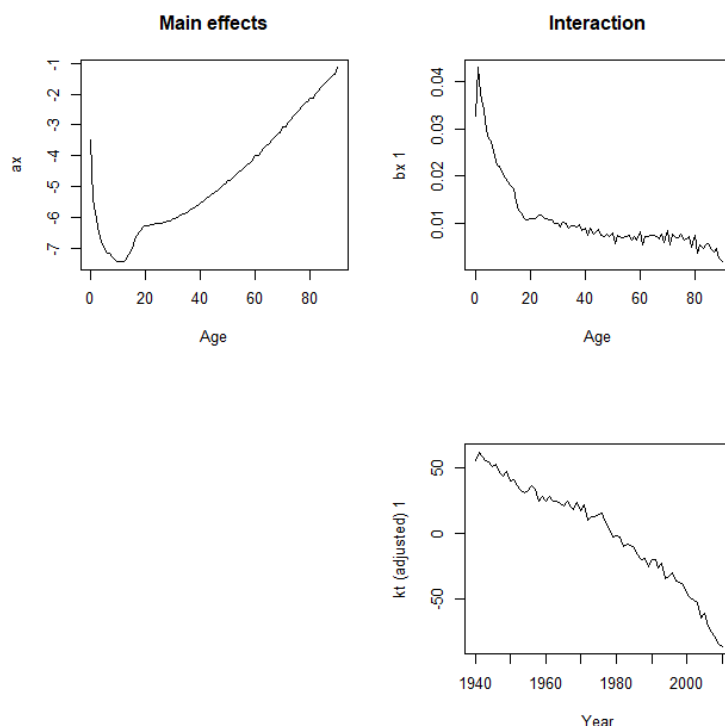 Main effects
ax
-1
-2
-3
-4
-5
-6
-7
0 20 40 60 80
Age
Interaction
bx 1
0.04
0.03
0.02
0.01
0 20 40 60 80
Age
kt (adjusted) 1
50
0
-50
1940 1960 1980 2000
Year